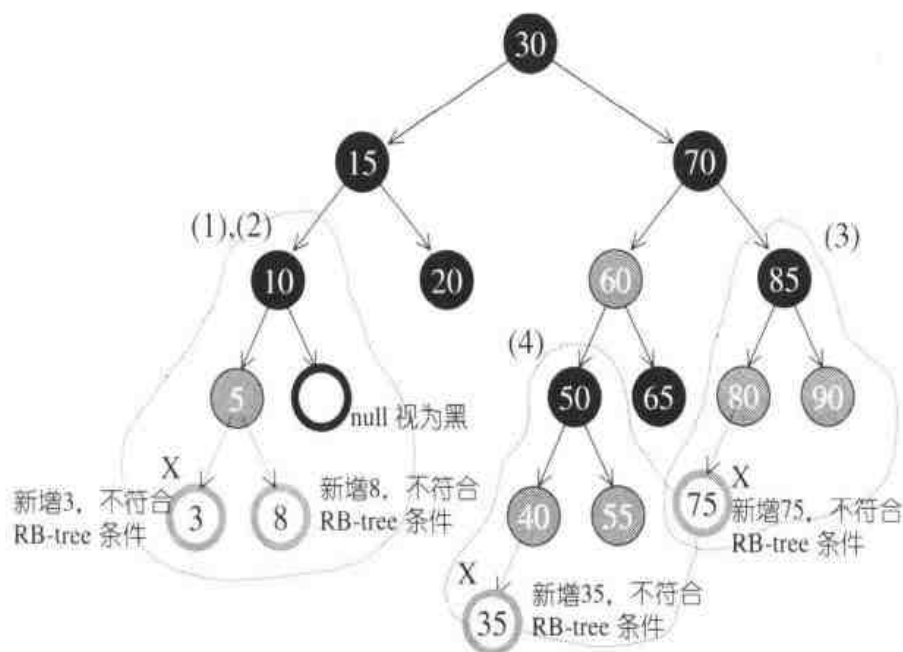 30
15
70
(1),(2)
(3)
10
20
60
85
(4)
5
null 视为黑
50
65
80
90
X
新增3，不符合
RB-tree 条件
3
8
新增8，不符合
RB-tree 条件
40
55
75
X
新增75，不符合
RB-tree 条件
X
35
新增35，不符合
RB-tree 条件